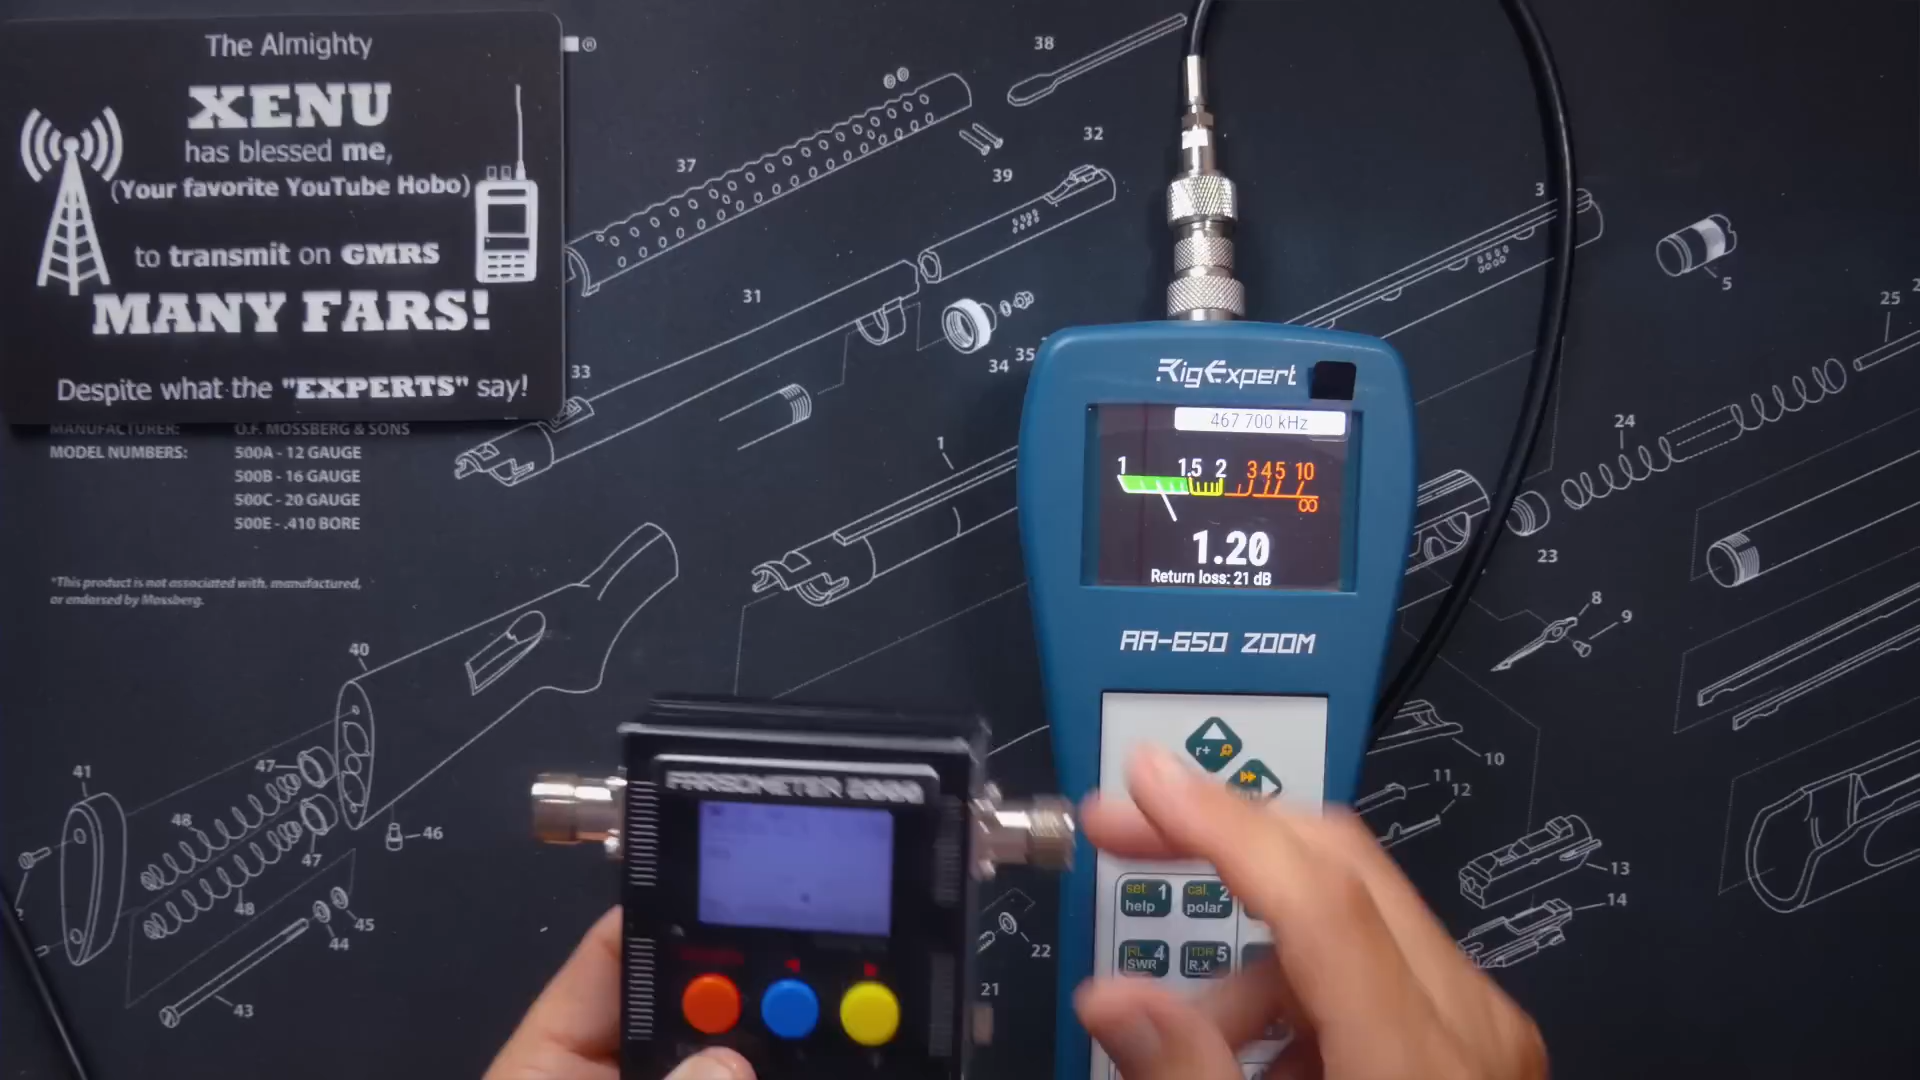 The Almighty
XENU
has blessed me,
(Your favorite YouTube Hobo)
to transmit on GMRS
MANY FARS!
Despite what the "EXPERTS" say!
®
MANUFACTURER: O.F. MOSSBERG & SONS
MODEL NUMBERS: 500A - 12 GAUGE
500B - 16 GAUGE
500C - 20 GAUGE
500E - .410 BORE
*This product is not associated with, manufactured,
or endorsed by Mossberg.
38
37
32
39
3
31
5
25
34
35
33
24
1
23
8
9
40
41
47
48
47
48
46
45
44
43
10
11
12
13
14
22
21
RigExpert
467 700 kHz
1 1.5 2 3 4 5 10
∞
1.20
Return loss: 21 dB
AA-650 ZOOM
r+
set 1
help
cal. 2
polar
RL 4
SWR
TDR 5
R,X
FARSOMETER